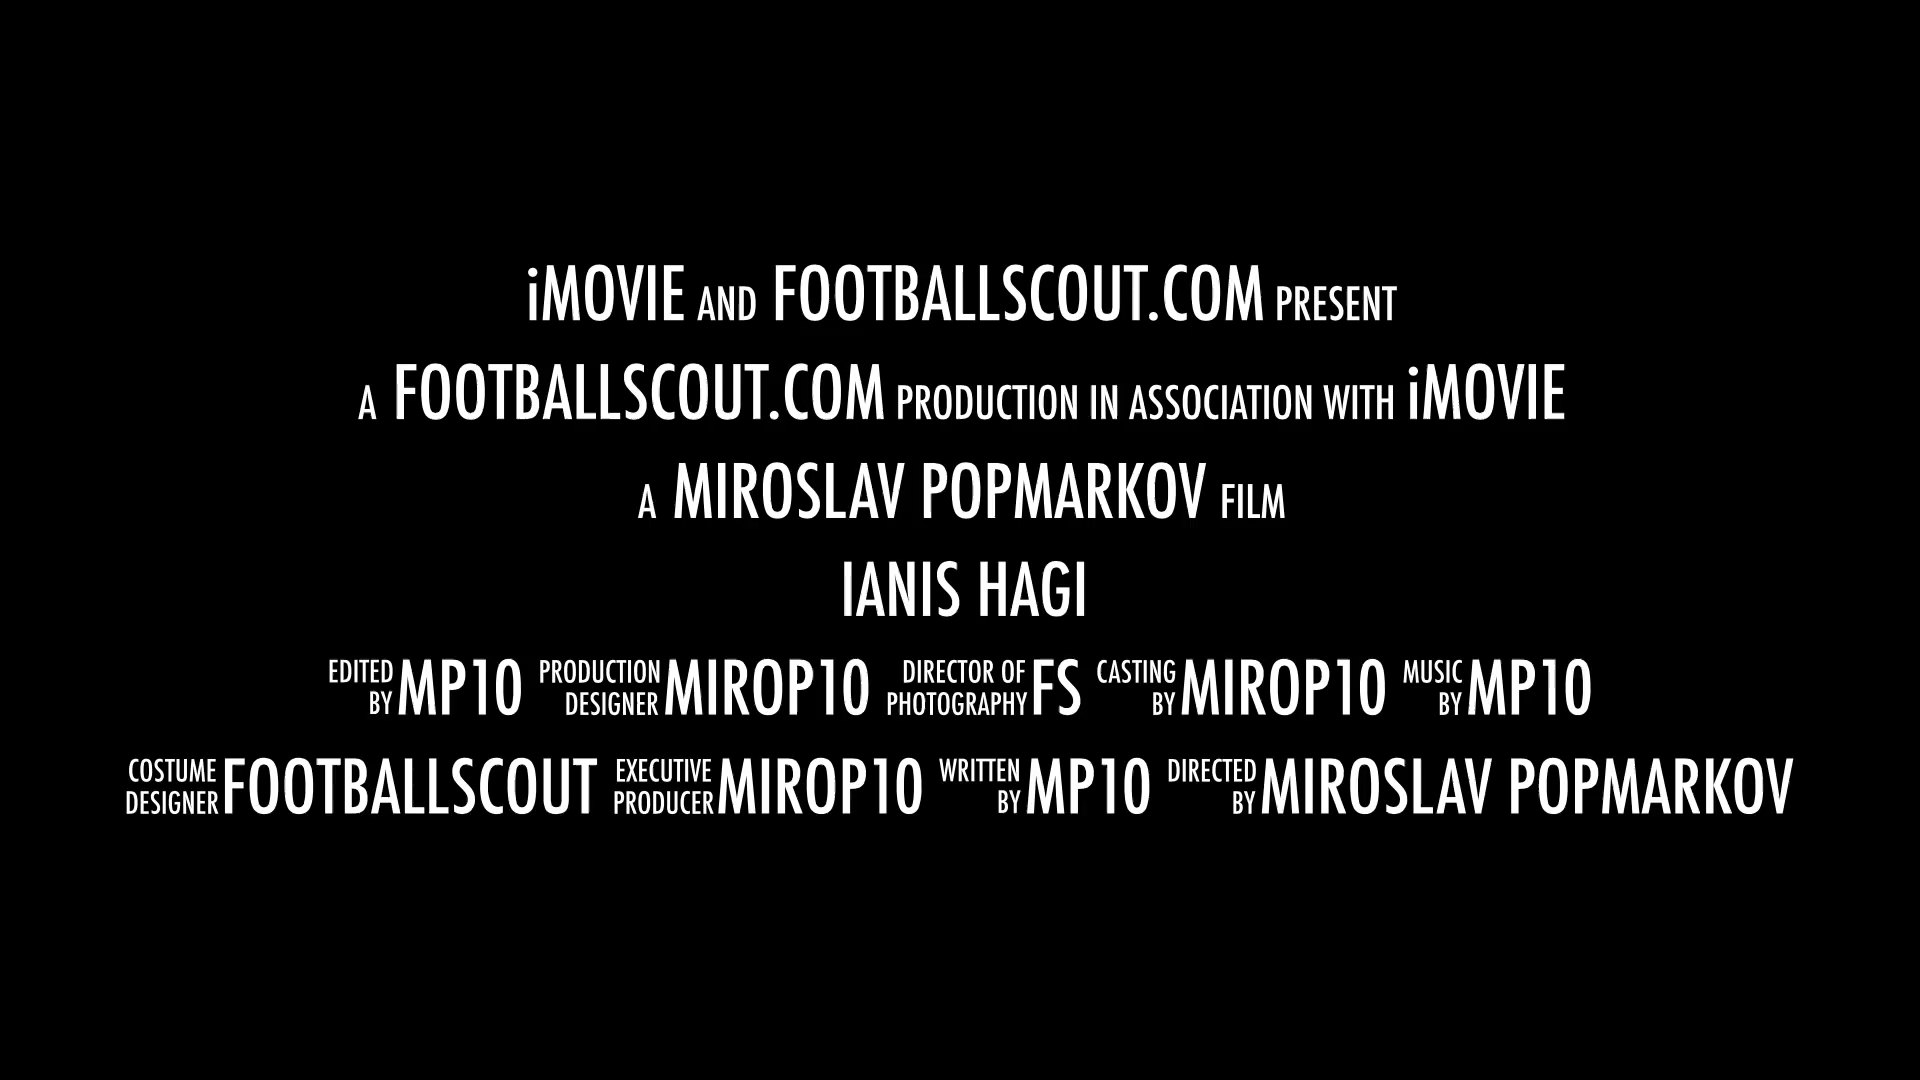 iMOVIE AND FOOTBALLSCOUT.COM PRESENT
A FOOTBALLSCOUT.COM PRODUCTION IN ASSOCIATION WITH iMOVIE
A MIROSLAV POPMARKOV FILM
IANIS HAGI
EDITED BY MP10 PRODUCTION DESIGNER MIROP10 DIRECTOR OF PHOTOGRAPHY FS CASTING BY MIROP10 MUSIC BY MP10
COSTUME DESIGNER FOOTBALLSCOUT EXECUTIVE PRODUCER MIROP10 WRITTEN BY MP10 DIRECTED BY MIROSLAV POPMARKOV